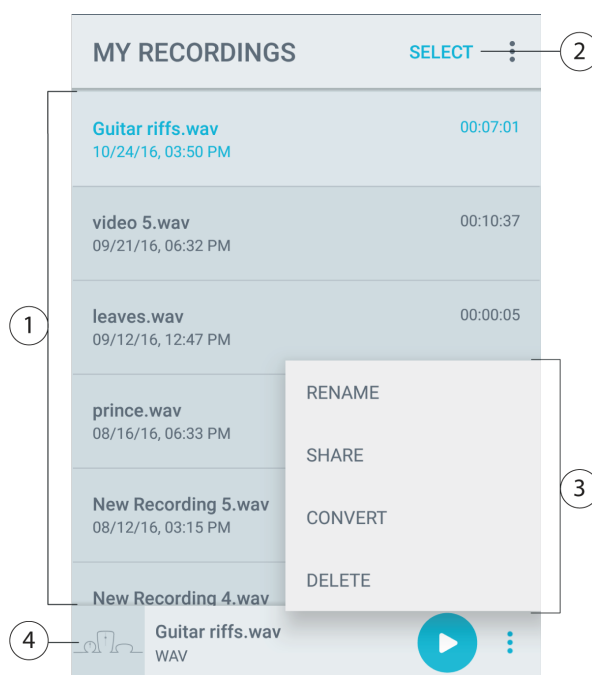 MY RECORDINGS SELECT
2
Guitar riffs.wav 00:07:01
10/24/16, 03:50 PM
video 5.wav 00:10:37
09/21/16, 06:32 PM
1
leaves.wav 00:00:05
09/12/16, 12:47 PM
prince.wav
08/16/16, 06:33 PM
New Recording 5.wav
08/12/16, 03:15 PM
New Recording 4.wav
RENAME
SHARE
CONVERT
DELETE
3
4
Guitar riffs.wav
WAV